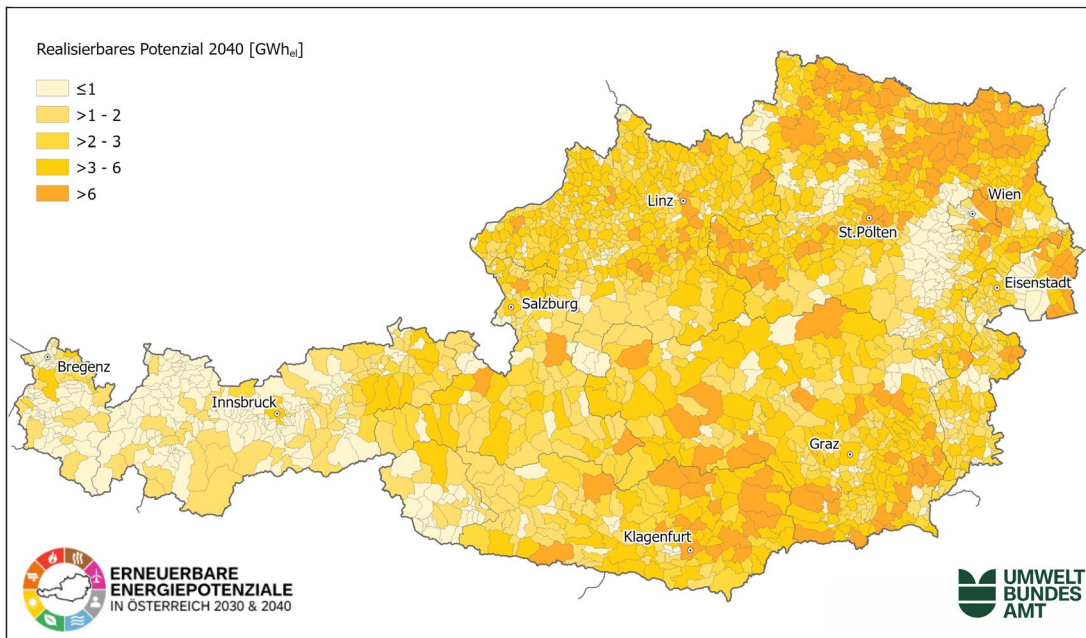 Realisierbares Potenzial 2040 [GWhel]
≤1
>1 - 2
>2 - 3
>3 - 6
>6
Linz
Wien
St.Pölten
Eisenstadt
Salzburg
Bregenz
Innsbruck
Graz
Klagenfurt
ERNEUERBARE
ENERGIEPOTENZIALE
IN ÖSTERREICH 2030 & 2040
UMWELT
BUNDES
AMT